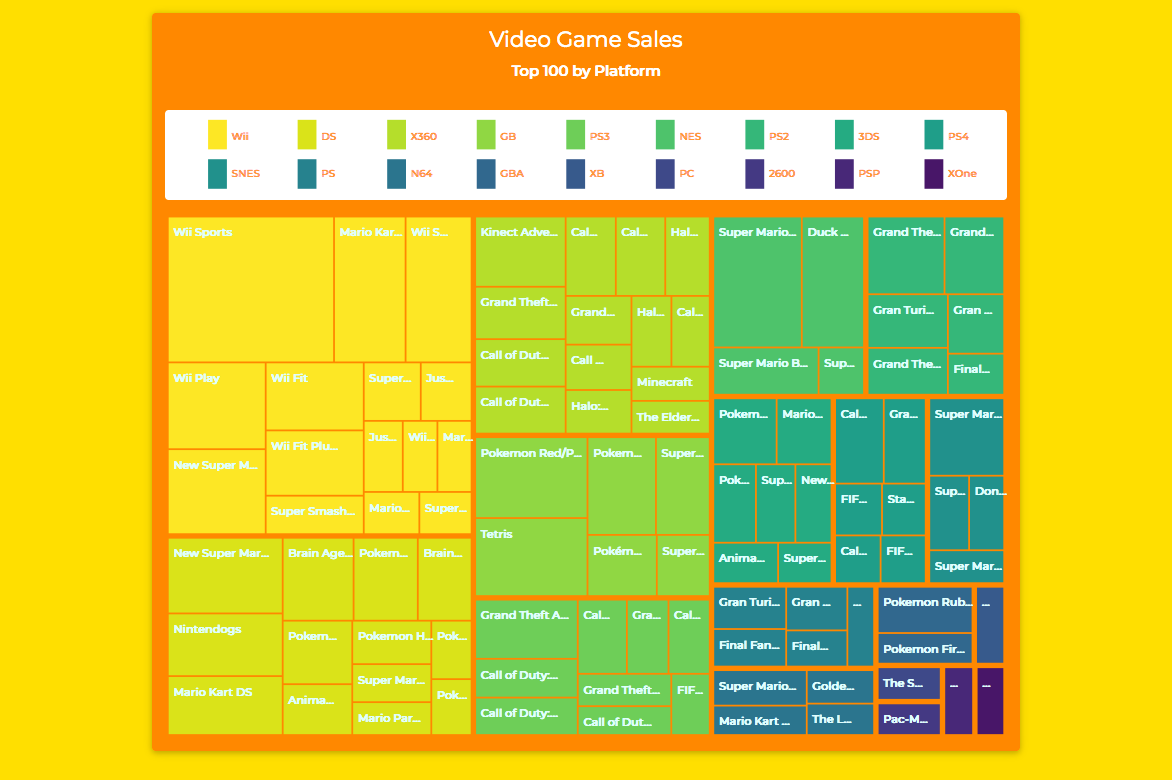 Video Game Sales
Top 100 by Platform
Wii DS X360 GB PS3 NES PS2 3DS PS4
SNES PS N64 GBA XB PC 2600 PSP XOne
Wii Sports
Mario Kar...
Wii S...
Wii Play
Wii Fit
Super...
Jus...
New Super M...
Wii Fit Plu...
Jus...
Wii...
Mar...
Super Smash...
Mario...
Super...
New Super Mar...
Brain Age...
Pokem...
Brain...
Nintendogs
Pokem...
Pokemon H...
Pok...
Mario Kart DS
Anima...
Super Mar...
Pok...
Mario Par...
Kinect Adve...
Cal...
Cal...
Hal...
Grand Theft...
Grand...
Hal...
Cal...
Call of Dut...
Call ...
Minecraft
Call of Dut...
Halo:...
The Elder...
Pokemon Red/P...
Pokem...
Super...
Tetris
Pokém...
Super...
Grand Theft A...
Cal...
Gra...
Cal...
Call of Duty:...
Grand Theft...
FIF...
Call of Duty:...
Call of Dut...
Super Mario...
Duck ...
Super Mario B...
Sup...
Grand The...
Grand...
Gran Turi...
Gran ...
Grand The...
Final...
Pokem...
Mario...
Pok...
Sup...
New...
Anima...
Super...
Cal...
Gra...
FIF...
Sta...
Cal...
FIF...
Super Mar...
Sup...
Don...
Super Mar...
Gran Turi...
Gran ...
...
Final Fan...
Final...
Super Mario...
Golde...
Mario Kart ...
The L...
Pokemon Rub...
Pokemon Fir...
...
The S...
Pac-M...
...
...